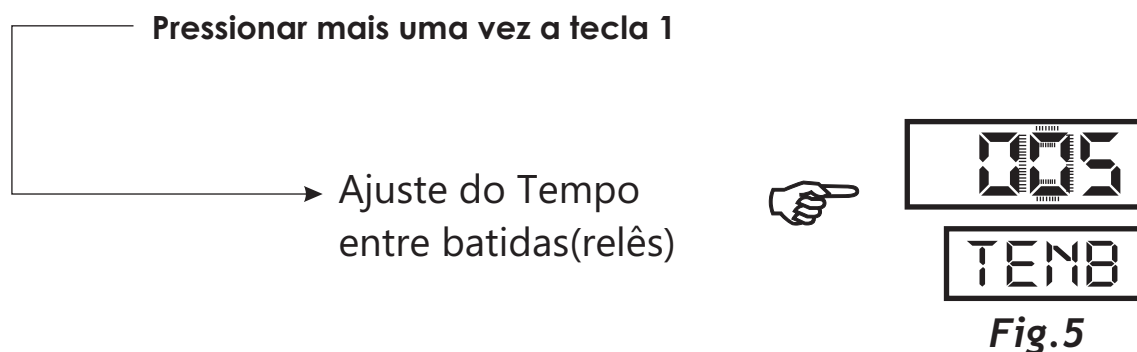 Pressionar mais uma vez a tecla 1
Ajuste do Tempo
entre batidas(relês)
005
TENB
Fig.5